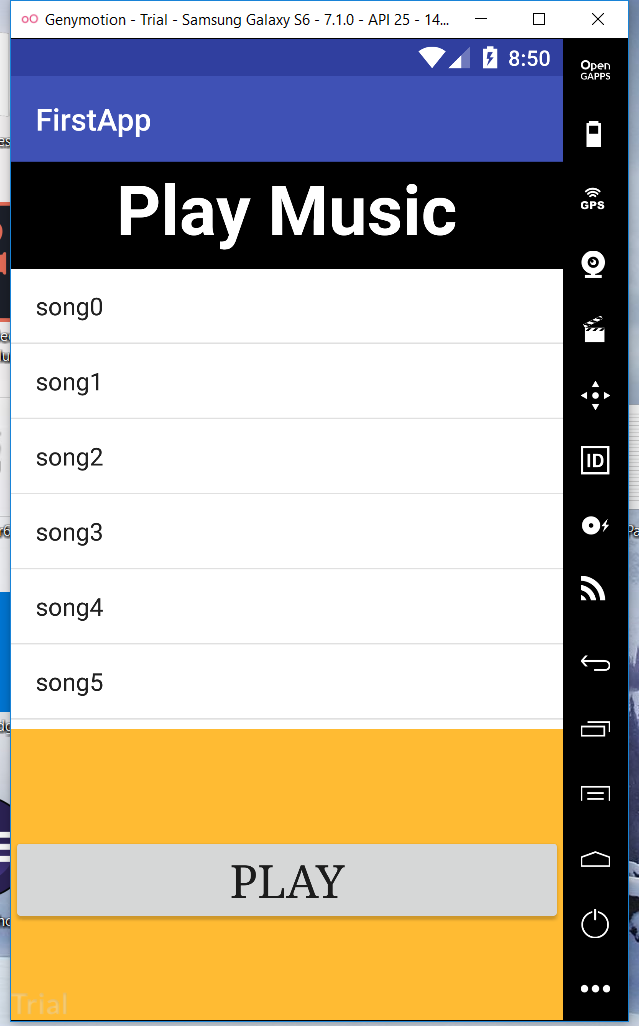 Genymotion - Trial - Samsung Galaxy S6 - 7.1.0 - API 25 - 14...
8:50
Open
GAPPS
FirstApp
Play Music
GPS
song0
song1
song2
ID
song3
song4
song5
PLAY
Trial